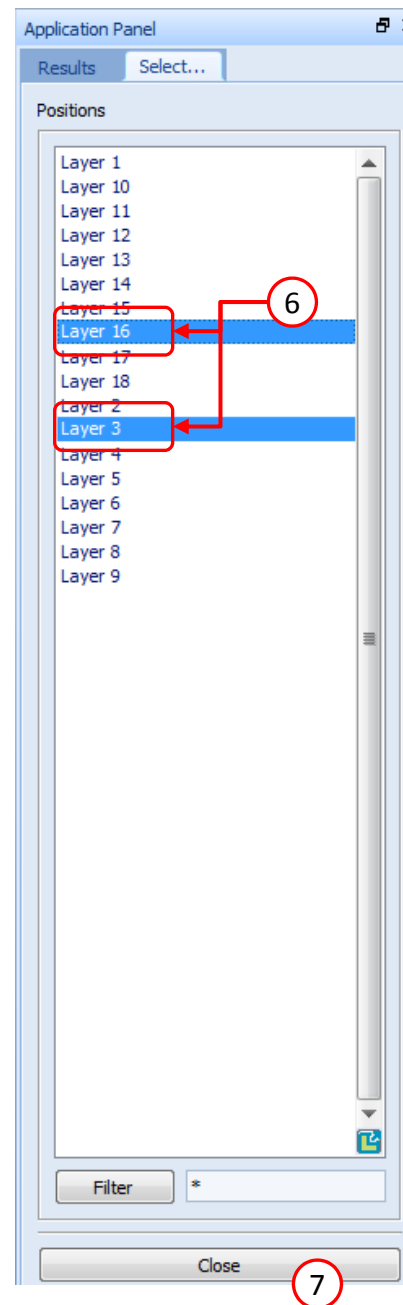 Application Panel
Results Select...
Positions
Layer 1
Layer 10
Layer 11
Layer 12
Layer 13
Layer 14
Layer 15
6
Layer 16
Layer 17
Layer 18
Layer 2
Layer 3
Layer 4
Layer 5
Layer 6
Layer 7
Layer 8
Layer 9
Filter *
Close
7